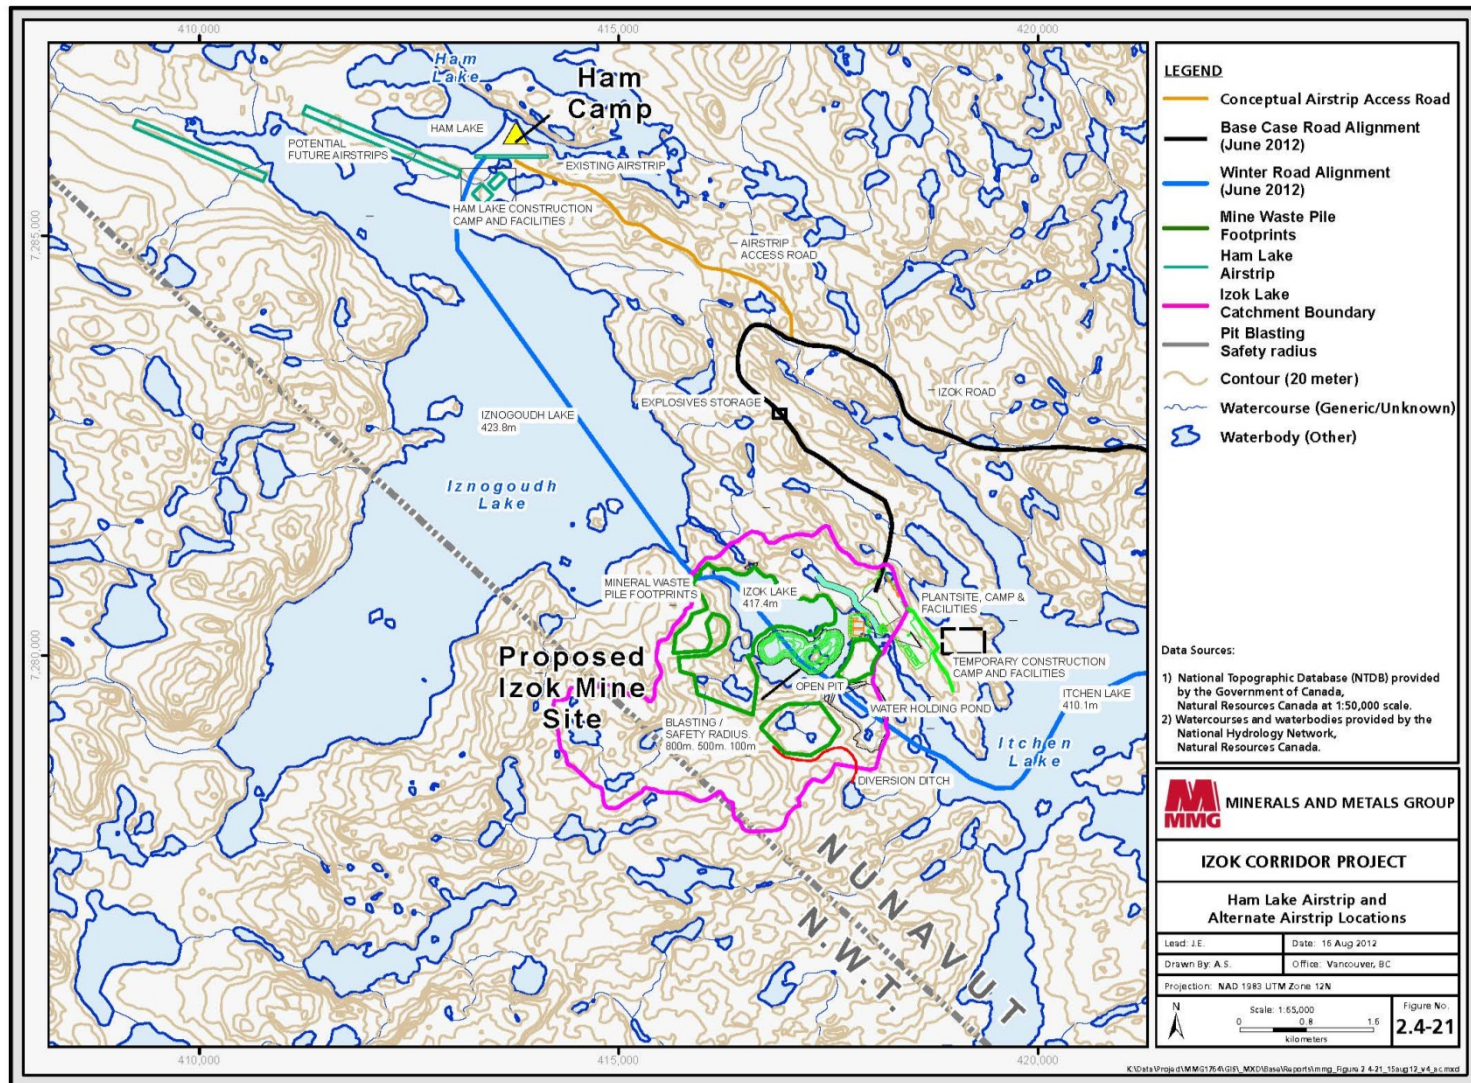 410,000
415,000
420,000
7,285,000
7,280,000
Ham
Lake
Ham
Camp
HAM LAKE
POTENTIAL
FUTURE AIRSTRIPS
EXISTING AIRSTRIP
HAM LAKE CONSTRUCTION
CAMP AND FACILITIES
AIRSTRIP
ACCESS ROAD
IZOK ROAD
EXPLOSIVES STORAGE
IZNOGOUDH LAKE
423.8m
Iznogoudh
Lake
MINERAL WASTE
PILE FOOTPRINTS
IZOK LAKE
417.4m
PLANTSITE, CAMP &
FACILITIES
Proposed
Izok Mine
Site
TEMPORARY CONSTRUCTION
CAMP AND FACILITIES
OPEN PIT
WATER HOLDING POND
ITCHEN LAKE
410.1m
BLASTING /
SAFETY RADIUS
800m. 500m. 100m
Itchen
Lake
DIVERSION DITCH
NUNAVUT
N.W.T.
410,000
415,000
420,000
LEGEND
Conceptual Airstrip Access Road
Base Case Road Alignment
(June 2012)
Winter Road Alignment
(June 2012)
Mine Waste Pile
Footprints
Ham Lake
Airstrip
Izok Lake
Catchment Boundary
Pit Blasting
Safety radius
Contour (20 meter)
Watercourse (Generic/Unknown)
Waterbody (Other)
Data Sources:
1) National Topographic Database (NTDB) provided
by the Government of Canada,
Natural Resources Canada at 1:50,000 scale.
2) Watercourses and waterbodies provided by the
National Hydrology Network,
Natural Resources Canada.
MMG
MINERALS AND METALS GROUP
IZOK CORRIDOR PROJECT
Ham Lake Airstrip and
Alternate Airstrip Locations
Lead: J.E.
Date: 15 Aug 2012
Drawn By: A.S.
Office: Vancouver, BC
Projection: NAD 1983 UTM Zone 12N
N
Scale: 1:65,000
0 0.8 1.6
kilometers
Figure No.
2.4-21